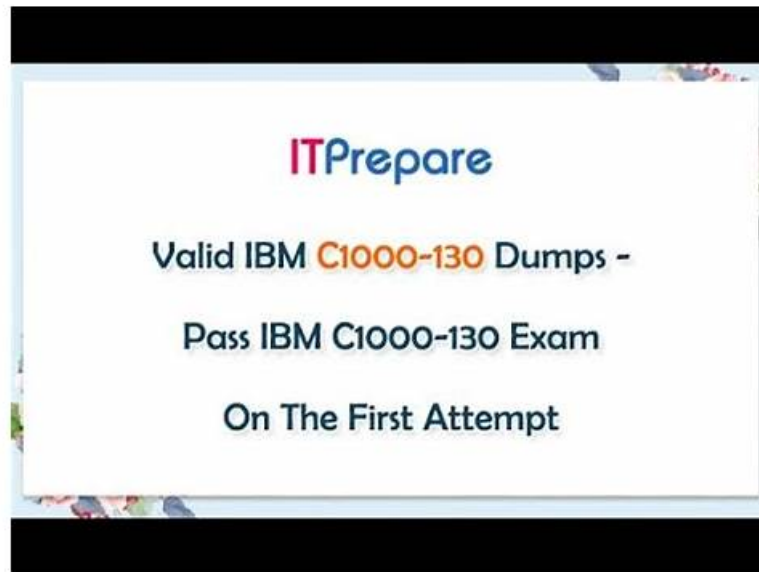 ITPrepare
Valid IBM C1000-130 Dumps -
Pass IBM C1000-130 Exam
On The First Attempt